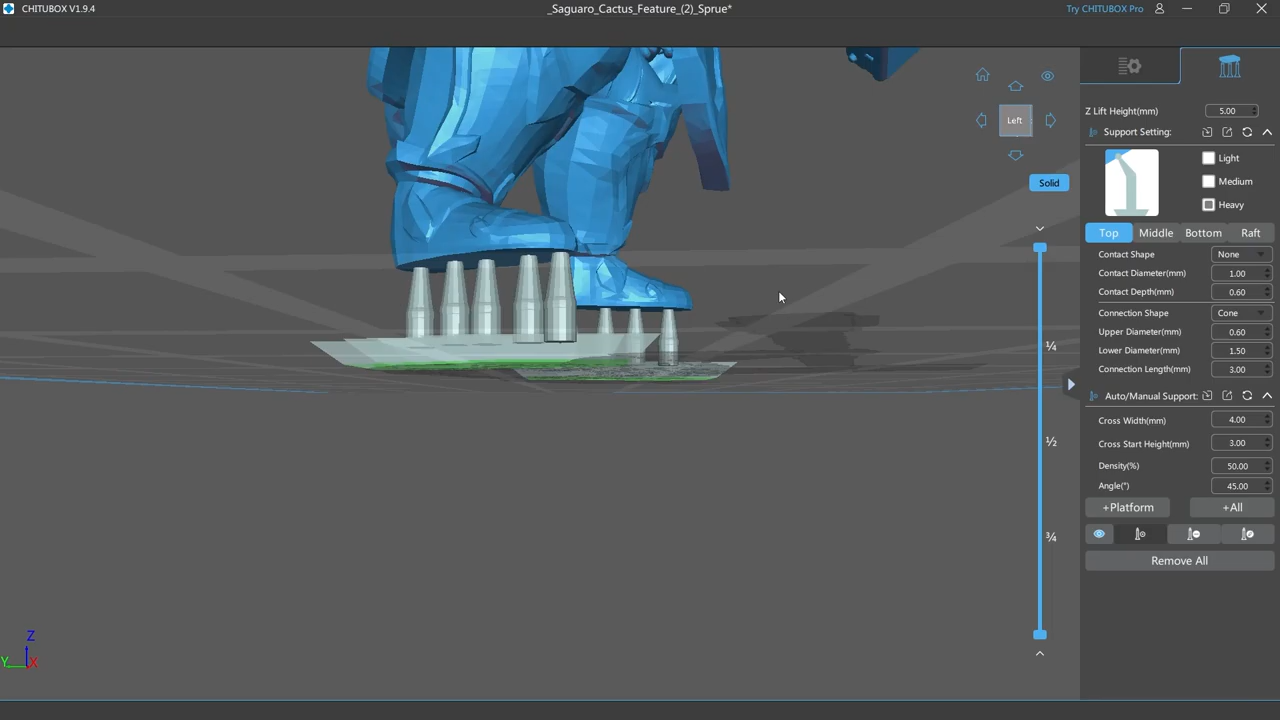 CHITUBOX V1.9.4
_Saguaro_Cactus_Feature_(2)_Sprue*
Try CHITUBOX Pro
Left
Solid
¼
½
¾
Z
Y
X
Z Lift Height(mm) 5.00
Support Setting:
Light
Medium
Heavy
Top Middle Bottom Raft
Contact Shape None
Contact Diameter(mm) 1.00
Contact Depth(mm) 0.60
Connection Shape Cone
Upper Diameter(mm) 0.60
Lower Diameter(mm) 1.50
Connection Length(mm) 3.00
Auto/Manual Support:
Cross Width(mm) 4.00
Cross Start Height(mm) 3.00
Density(%) 50.00
Angle(°) 45.00
+Platform +All
Remove All